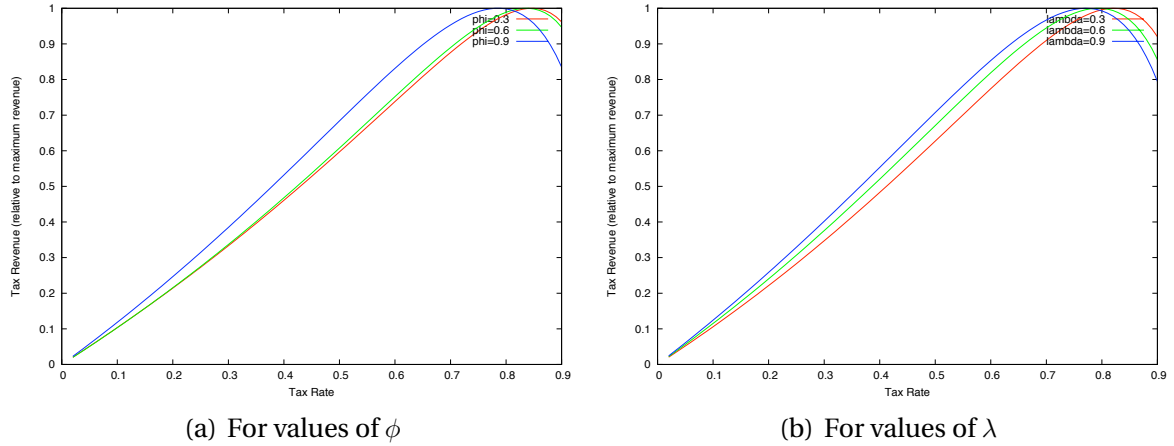 1
0.9
0.8
0.7
0.6
0.5
0.4
0.3
0.2
0.1
0
Tax Revenue (relative to maximum revenue)
phi=0.3
phi=0.6
phi=0.9
0 0.1 0.2 0.3 0.4 0.5 0.6 0.7 0.8 0.9
Tax Rate
(a) For values of ϕ
1
0.9
0.8
0.7
0.6
0.5
0.4
0.3
0.2
0.1
0
Tax Revenue (relative to maximum revenue)
lambda=0.3
lambda=0.6
lambda=0.9
0 0.1 0.2 0.3 0.4 0.5 0.6 0.7 0.8 0.9
Tax Rate
(b) For values of λ